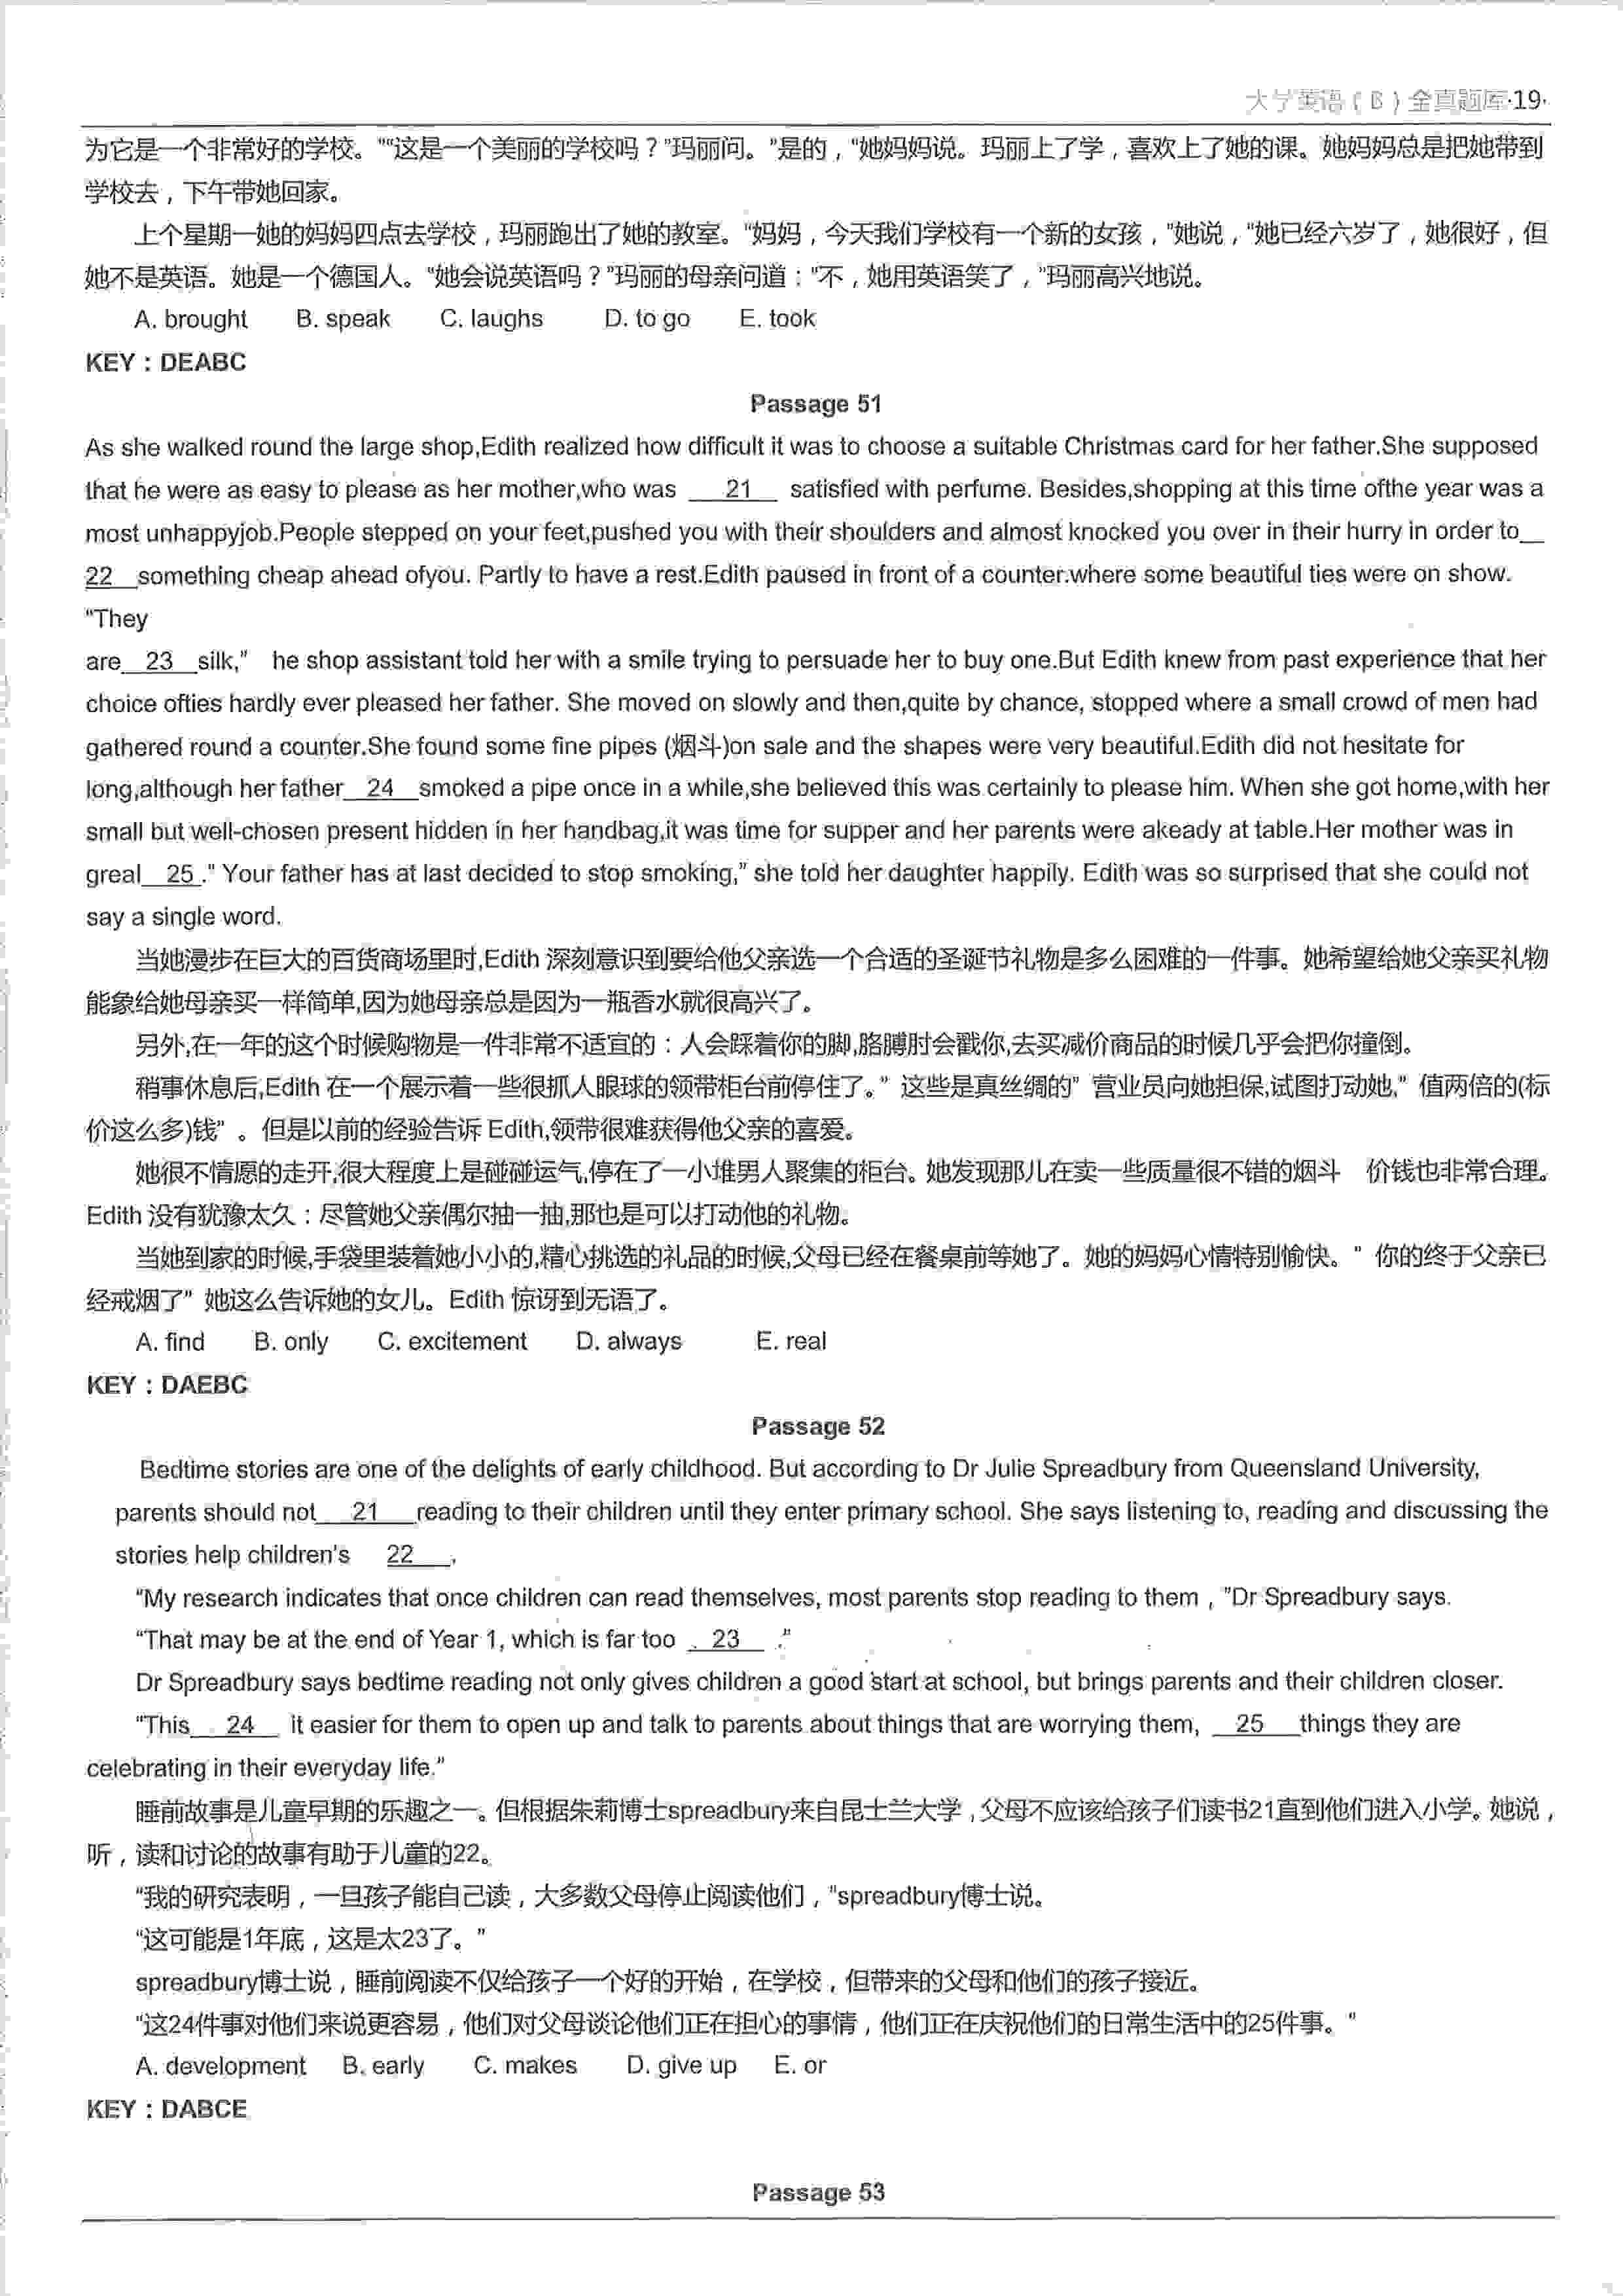 大学英语（B）全真题库·19·
为它是一个非常好的学校。”“这是一个美丽的学校吗？”玛丽问。”是的，“她妈妈说。玛丽上了学，喜欢上了她的课。她妈妈总是把她带到
学校去，下午带她回家。
上个星期一她的妈妈四点去学校，玛丽跑出了她的教室。“妈妈，今天我们学校有一个新的女孩，”她说，“她已经六岁了，她很好，但
她不是英语。她是一个德国人。“她会说英语吗？”玛丽的母亲问道：“不，她用英语笑了，”玛丽高兴地说。
A. brought B. speak C. laughs D. to go E. took
KEY：DEABC
Passage 51
As she walked round the large shop,Edith realized how difficult it was to choose a suitable Christmas card for her father.She supposed
that he were as easy to please as her mother,who was __21__ satisfied with perfume. Besides,shopping at this time ofthe year was a
most unhappyjob.People stepped on your feet,pushed you with their shoulders and almost knocked you over in their hurry in order to__
22__something cheap ahead ofyou. Partly to have a rest.Edith paused in front of a counter.where some beautiful ties were on show.
“They
are__23__silk,” he shop assistant told her with a smile trying to persuade her to buy one.But Edith knew from past experience that her
choice ofties hardly ever pleased her father. She moved on slowly and then,quite by chance, stopped where a small crowd of men had
gathered round a counter.She found some fine pipes (烟斗)on sale and the shapes were very beautiful.Edith did not hesitate for
long,although her father__24__smoked a pipe once in a while,she believed this was certainly to please him. When she got home,with her
small but well-chosen present hidden in her handbag,it was time for supper and her parents were akeady at table.Her mother was in
greal__25__.” Your father has at last decided to stop smoking,” she told her daughter happily. Edith was so surprised that she could not
say a single word.
当她漫步在巨大的百货商场里时,Edith 深刻意识到要给他父亲选一个合适的圣诞节礼物是多么困难的一件事。她希望给她父亲买礼物
能象给她母亲买一样简单,因为她母亲总是因为一瓶香水就很高兴了。
另外,在一年的这个时候购物是一件非常不适宜的：人会踩着你的脚,胳膊肘会戳你,去买减价商品的时候几乎会把你撞倒。
稍事休息后,Edith 在一个展示着一些很抓人眼球的领带柜台前停住了。” 这些是真丝绸的” 营业员向她担保,试图打动她,” 值两倍的(标
价这么多)钱” 。但是以前的经验告诉 Edith,领带很难获得他父亲的喜爱。
她很不情愿的走开,很大程度上是碰碰运气,停在了一小堆男人聚集的柜台。她发现那儿在卖一些质量很不错的烟斗 价钱也非常合理。
Edith 没有犹豫太久：尽管她父亲偶尔抽一抽,那也是可以打动他的礼物。
当她到家的时候,手袋里装着她小小的,精心挑选的礼品的时候,父母已经在餐桌前等她了。她的妈妈心情特别愉快。” 你的终于父亲已
经戒烟了” 她这么告诉她的女儿。Edith 惊讶到无语了。
A. find B. only C. excitement D. always E. real
KEY：DAEBC
Passage 52
Bedtime stories are one of the delights of early childhood. But according to Dr Julie Spreadbury from Queensland University,
parents should not__21__reading to their children until they enter primary school. She says listening to, reading and discussing the
stories help children's 22__.
“My research indicates that once children can read themselves, most parents stop reading to them , ”Dr Spreadbury says.
“That may be at the end of Year 1, which is far too __23__ .”
Dr Spreadbury says bedtime reading not only gives children a good start at school, but brings parents and their children closer.
“This__24__ it easier for them to open up and talk to parents about things that are worrying them, __25__things they are
celebrating in their everyday life.”
睡前故事是儿童早期的乐趣之一。但根据朱莉博士spreadbury来自昆士兰大学，父母不应该给孩子们读书21直到他们进入小学。她说，
听，读和讨论的故事有助于儿童的22。
“我的研究表明，一旦孩子能自己读，大多数父母停止阅读他们，”spreadbury博士说。
“这可能是1年底，这是太23了。”
spreadbury博士说，睡前阅读不仅给孩子一个好的开始，在学校，但带来的父母和他们的孩子接近。
“这24件事对他们来说更容易，他们对父母谈论他们正在担心的事情，他们正在庆祝他们的日常生活中的25件事。“
A. development B. early C. makes D. give up E. or
KEY：DABCE
Passage 53